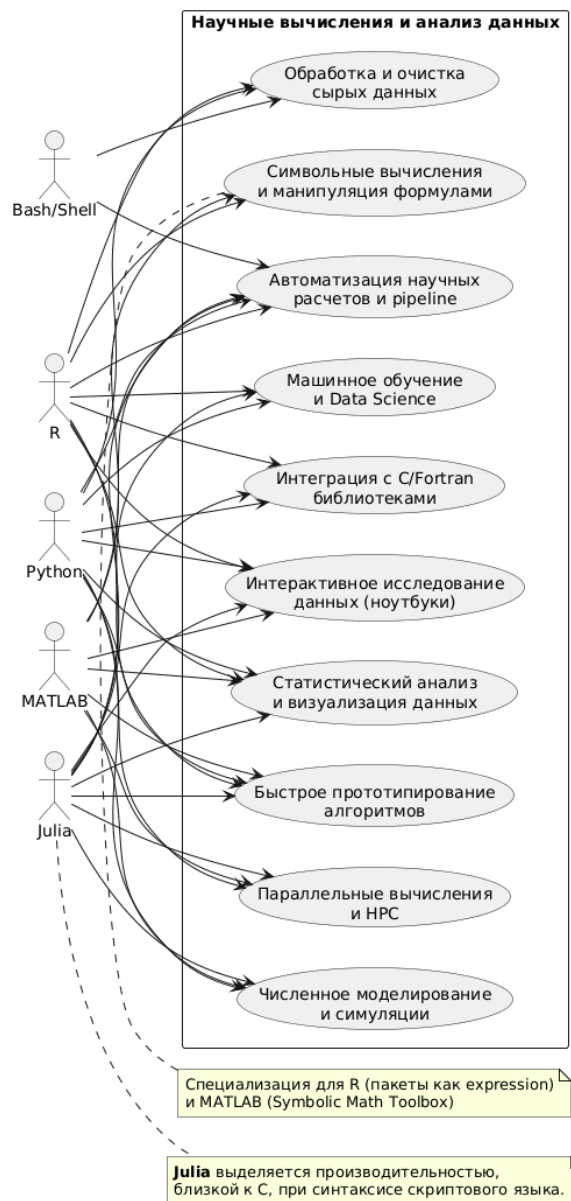 Научные вычисления и анализ данных
Обработка и очистка
сырых данных
Bash/Shell
Символьные вычисления
и манипуляция формулами
Автоматизация научных
расчетов и pipeline
R
Машинное обучение
и Data Science
Интеграция с C/Fortran
библиотеками
Python
Интерактивное исследование
данных (ноутбуки)
MATLAB
Статистический анализ
и визуализация данных
Julia
Быстрое прототипирование
алгоритмов
Параллельные вычисления
и HPC
Численное моделирование
и симуляции
Специализация для R (пакеты как expression)
и MATLAB (Symbolic Math Toolbox)
Julia выделяется производительностью,
близкой к C, при синтаксисе скриптового языка.